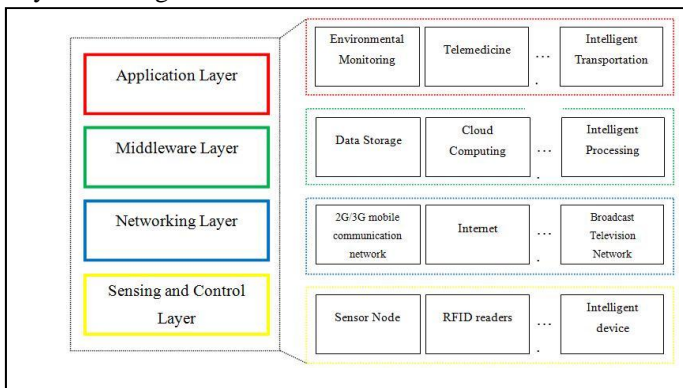 Application Layer
Middleware Layer
Networking Layer
Sensing and Control
Layer
Environmental
Monitoring
Telemedicine
...
.
Intelligent
Transportation
Data Storage
Cloud
Computing
...
.
Intelligent
Processing
2G/3G mobile
communication
network
Internet
...
.
Broadcast
Television
Network
Sensor Node
RFID readers
...
.
Intelligent
device